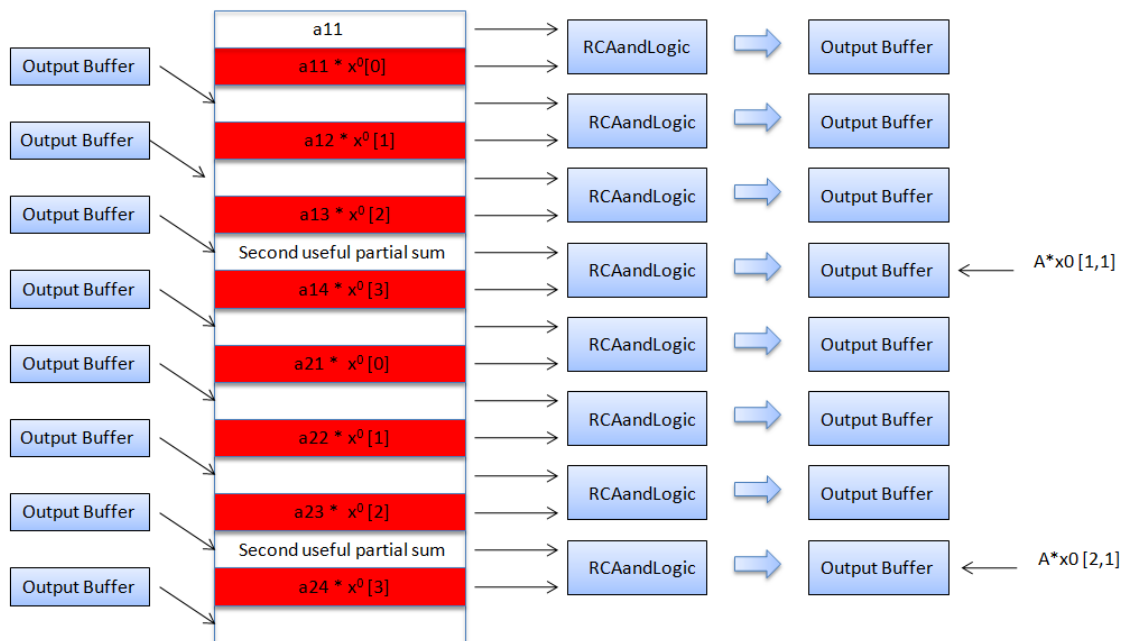 a11
RCAandLogic
Output Buffer
Output Buffer
a11 * x⁰[0]
RCAandLogic
Output Buffer
Output Buffer
a12 * x⁰ [1]
RCAandLogic
Output Buffer
Output Buffer
a13 * x⁰ [2]
Second useful partial sum
RCAandLogic
Output Buffer
A*x0 [1,1]
Output Buffer
a14 * x⁰ [3]
RCAandLogic
Output Buffer
Output Buffer
a21 * x⁰ [0]
RCAandLogic
Output Buffer
Output Buffer
a22 * x⁰ [1]
RCAandLogic
Output Buffer
Output Buffer
a23 * x⁰ [2]
Second useful partial sum
RCAandLogic
Output Buffer
A*x0 [2,1]
Output Buffer
a24 * x⁰ [3]